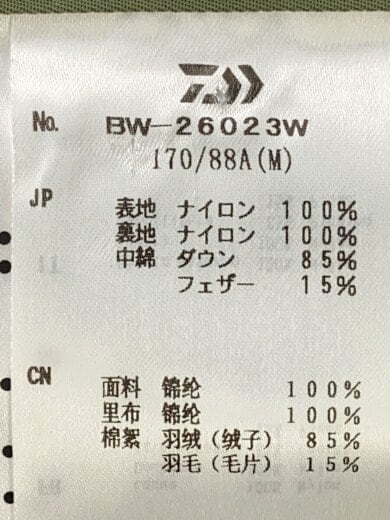 No. BW-26023W
170/88A(M)
JP
表地 ナイロン 100%
裏地 ナイロン 100%
中綿 ダウン 85%
フェザー 15%
CN
面料 锦纶 100%
里布 锦纶 100%
棉絮 羽绒(绒子) 85%
羽毛(毛片) 15%